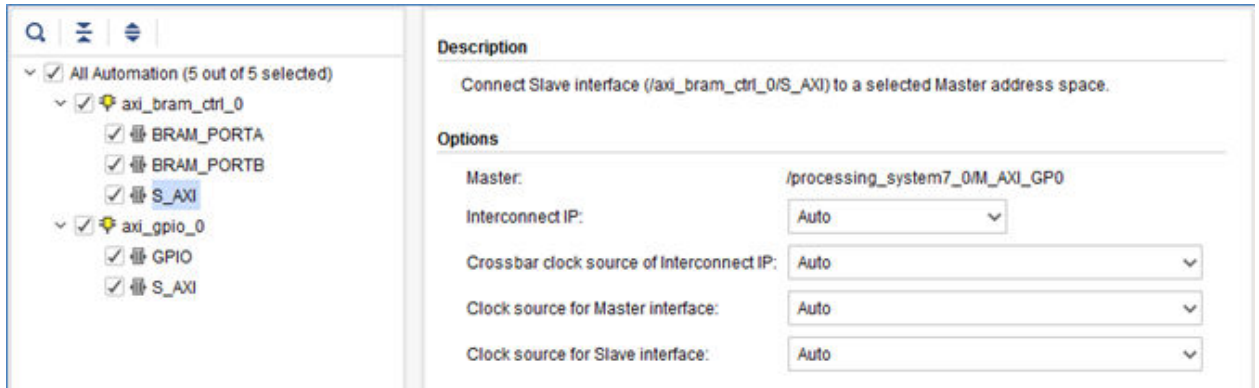 All Automation (5 out of 5 selected)
axi_bram_ctrl_0
BRAM_PORTA
BRAM_PORTB
S_AXI
axi_gpio_0
GPIO
S_AXI
Description
Connect Slave interface (/axi_bram_ctrl_0/S_AXI) to a selected Master address space.
Options
Master: /processing_system7_0/M_AXI_GP0
Interconnect IP: Auto
Crossbar clock source of Interconnect IP: Auto
Clock source for Master interface: Auto
Clock source for Slave interface: Auto